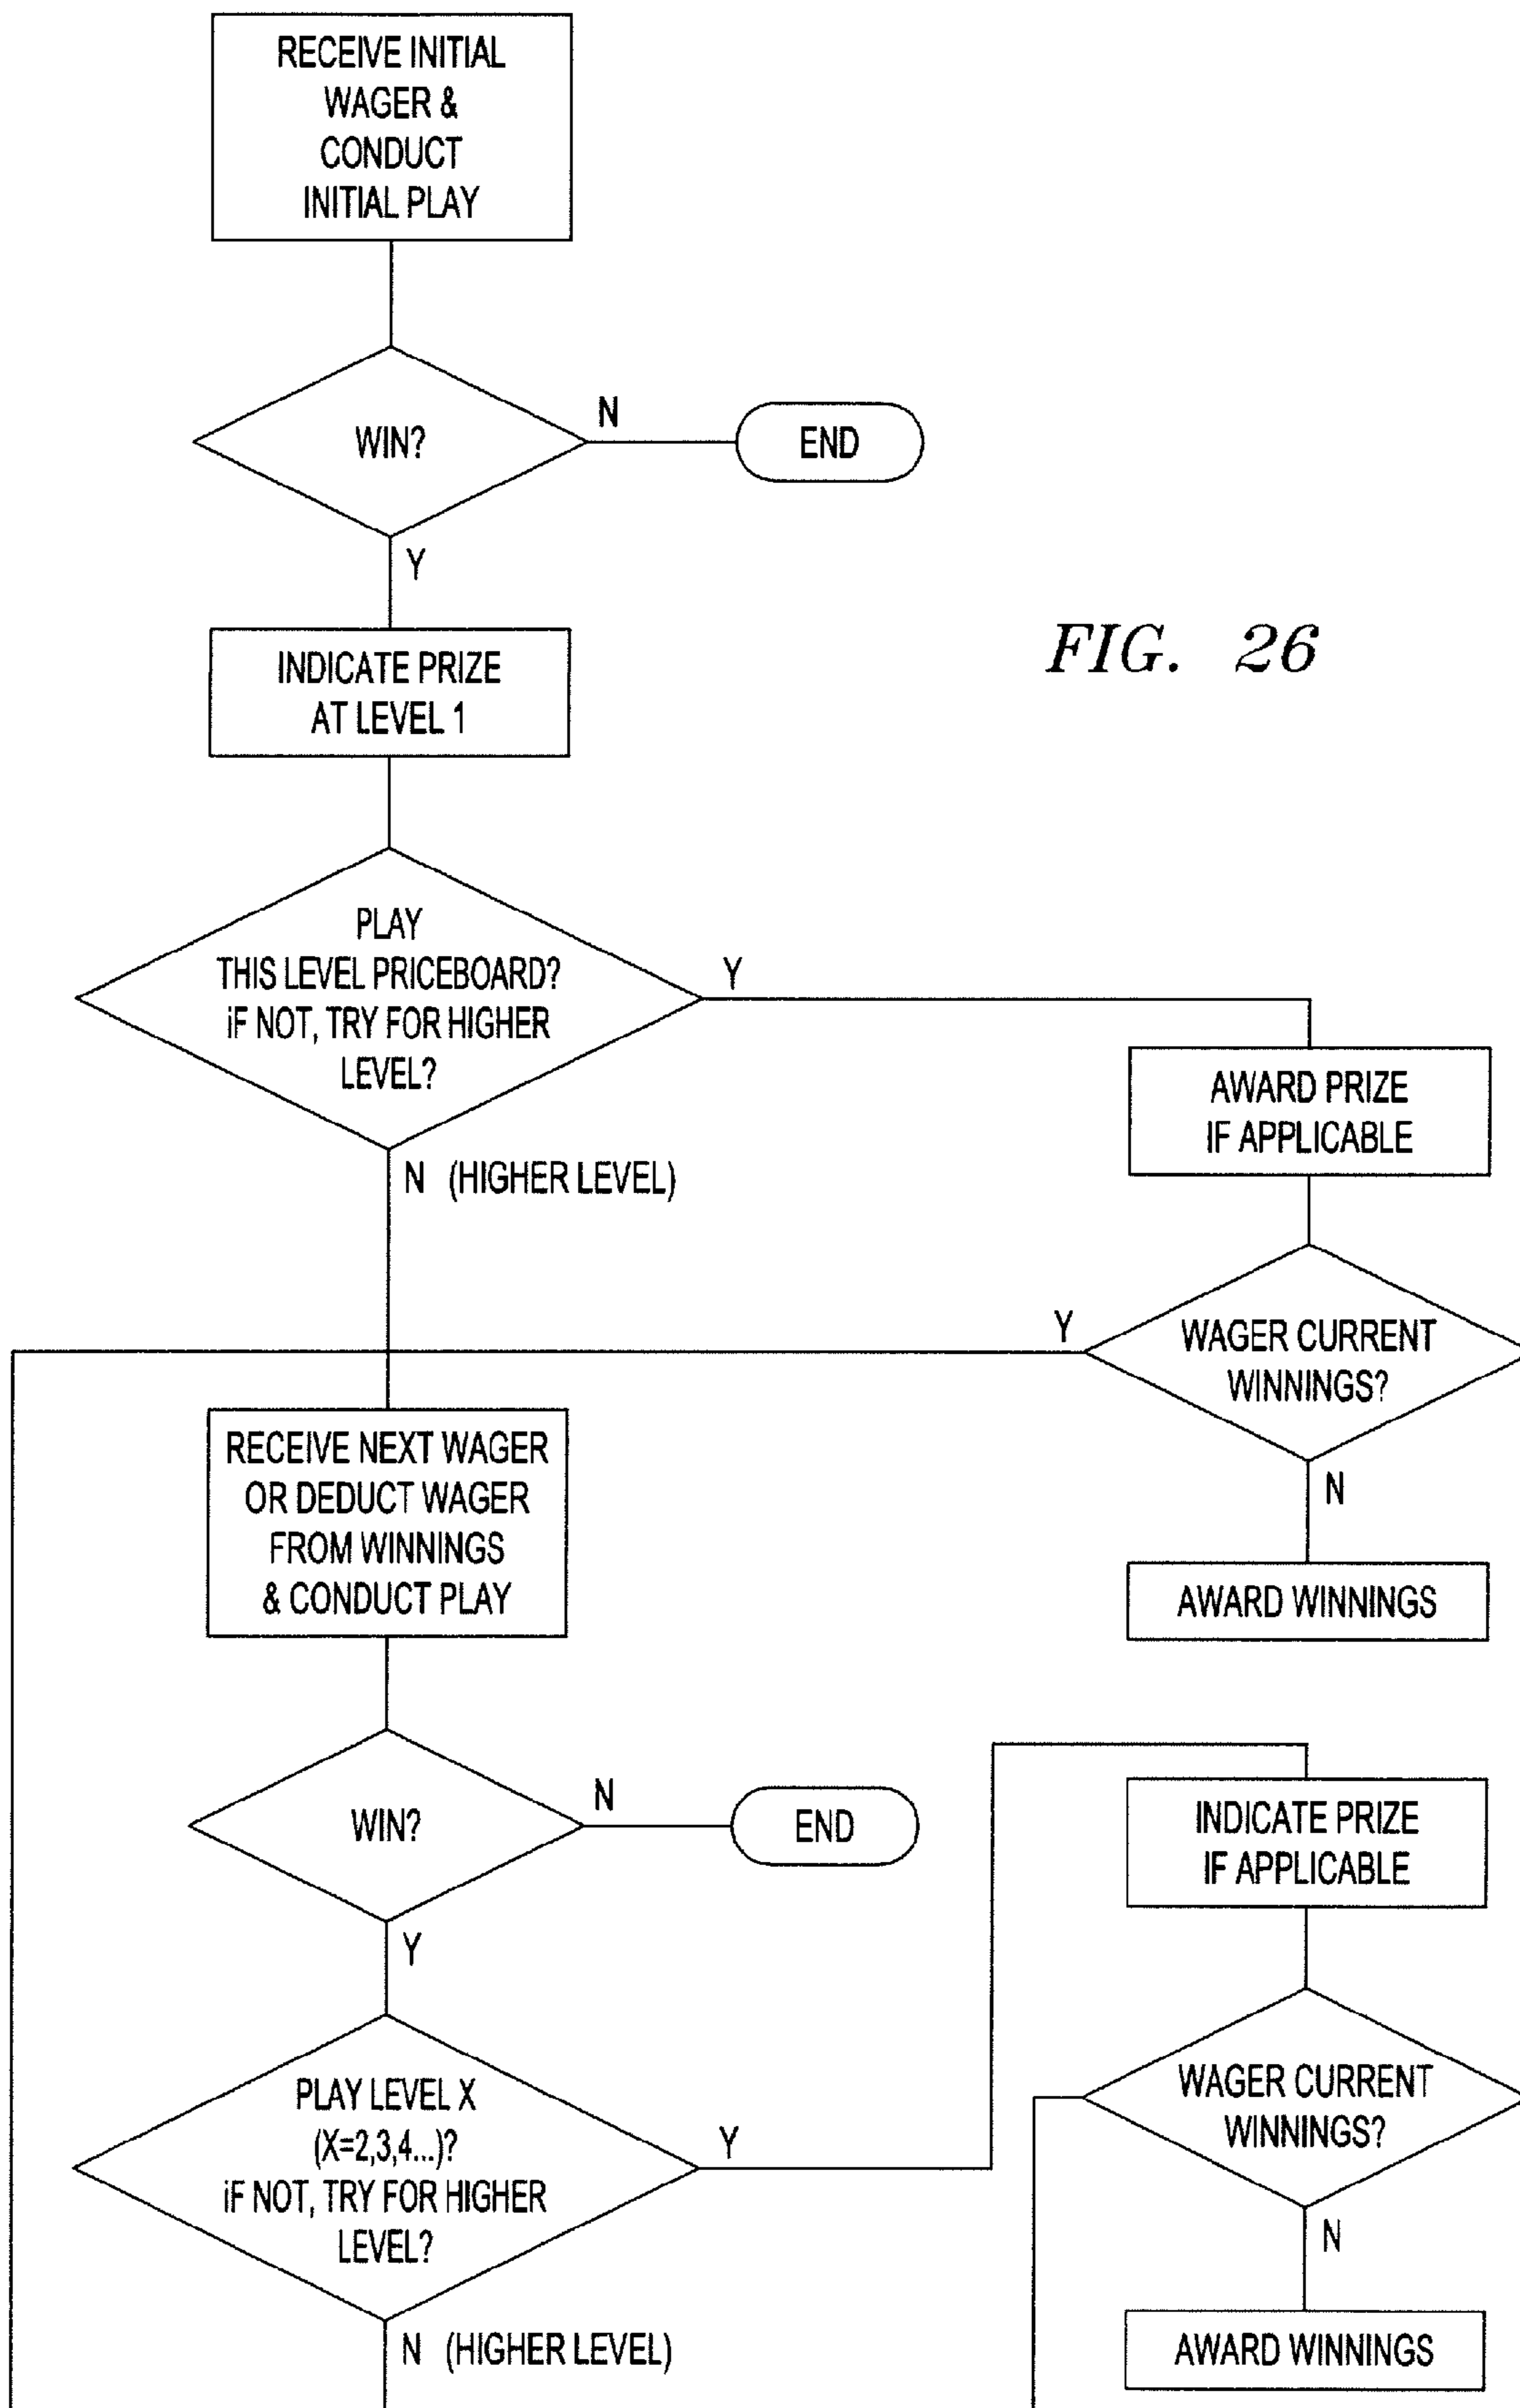 RECEIVE INITIAL
WAGER &
CONDUCT
INITIAL PLAY
WIN?
N
END
Y
INDICATE PRIZE
AT LEVEL 1
FIG. 26
PLAY
THIS LEVEL PRICEBOARD?
iF NOT, TRY FOR HIGHER
LEVEL?
Y
N (HIGHER LEVEL)
AWARD PRIZE
IF APPLICABLE
Y
WAGER CURRENT
WINNINGS?
N
AWARD WINNINGS
RECEIVE NEXT WAGER
OR DEDUCT WAGER
FROM WINNINGS
& CONDUCT PLAY
WIN?
N
END
Y
PLAY LEVEL X
(X=2,3,4...)?
iF NOT, TRY FOR HIGHER
LEVEL?
Y
N (HIGHER LEVEL)
INDICATE PRIZE
IF APPLICABLE
WAGER CURRENT
WINNINGS?
N
AWARD WINNINGS